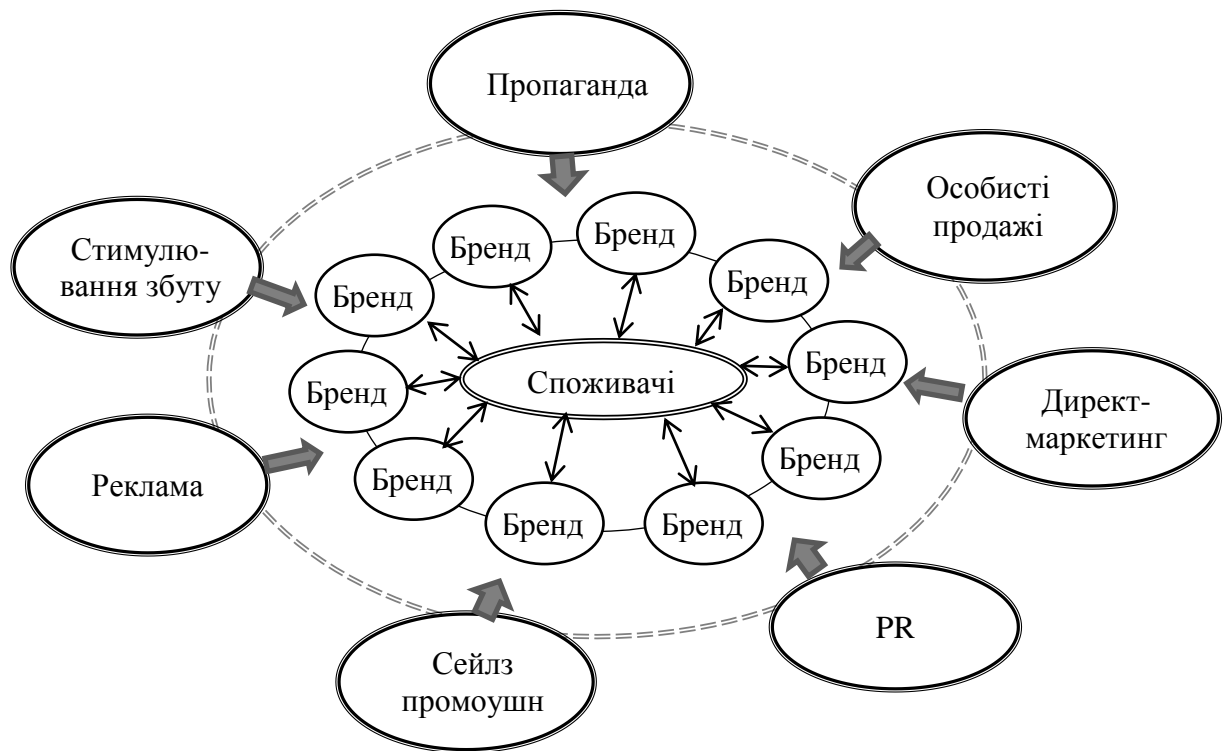 Пропаганда
Особисті
продажі
Стимулю-
вання збуту
Бренд
Бренд
Бренд
Бренд
Бренд
Бренд
Споживачі
Бренд
Директ-
маркетинг
Бренд
Бренд
Реклама
Бренд
Бренд
PR
Сейлз
промоушн